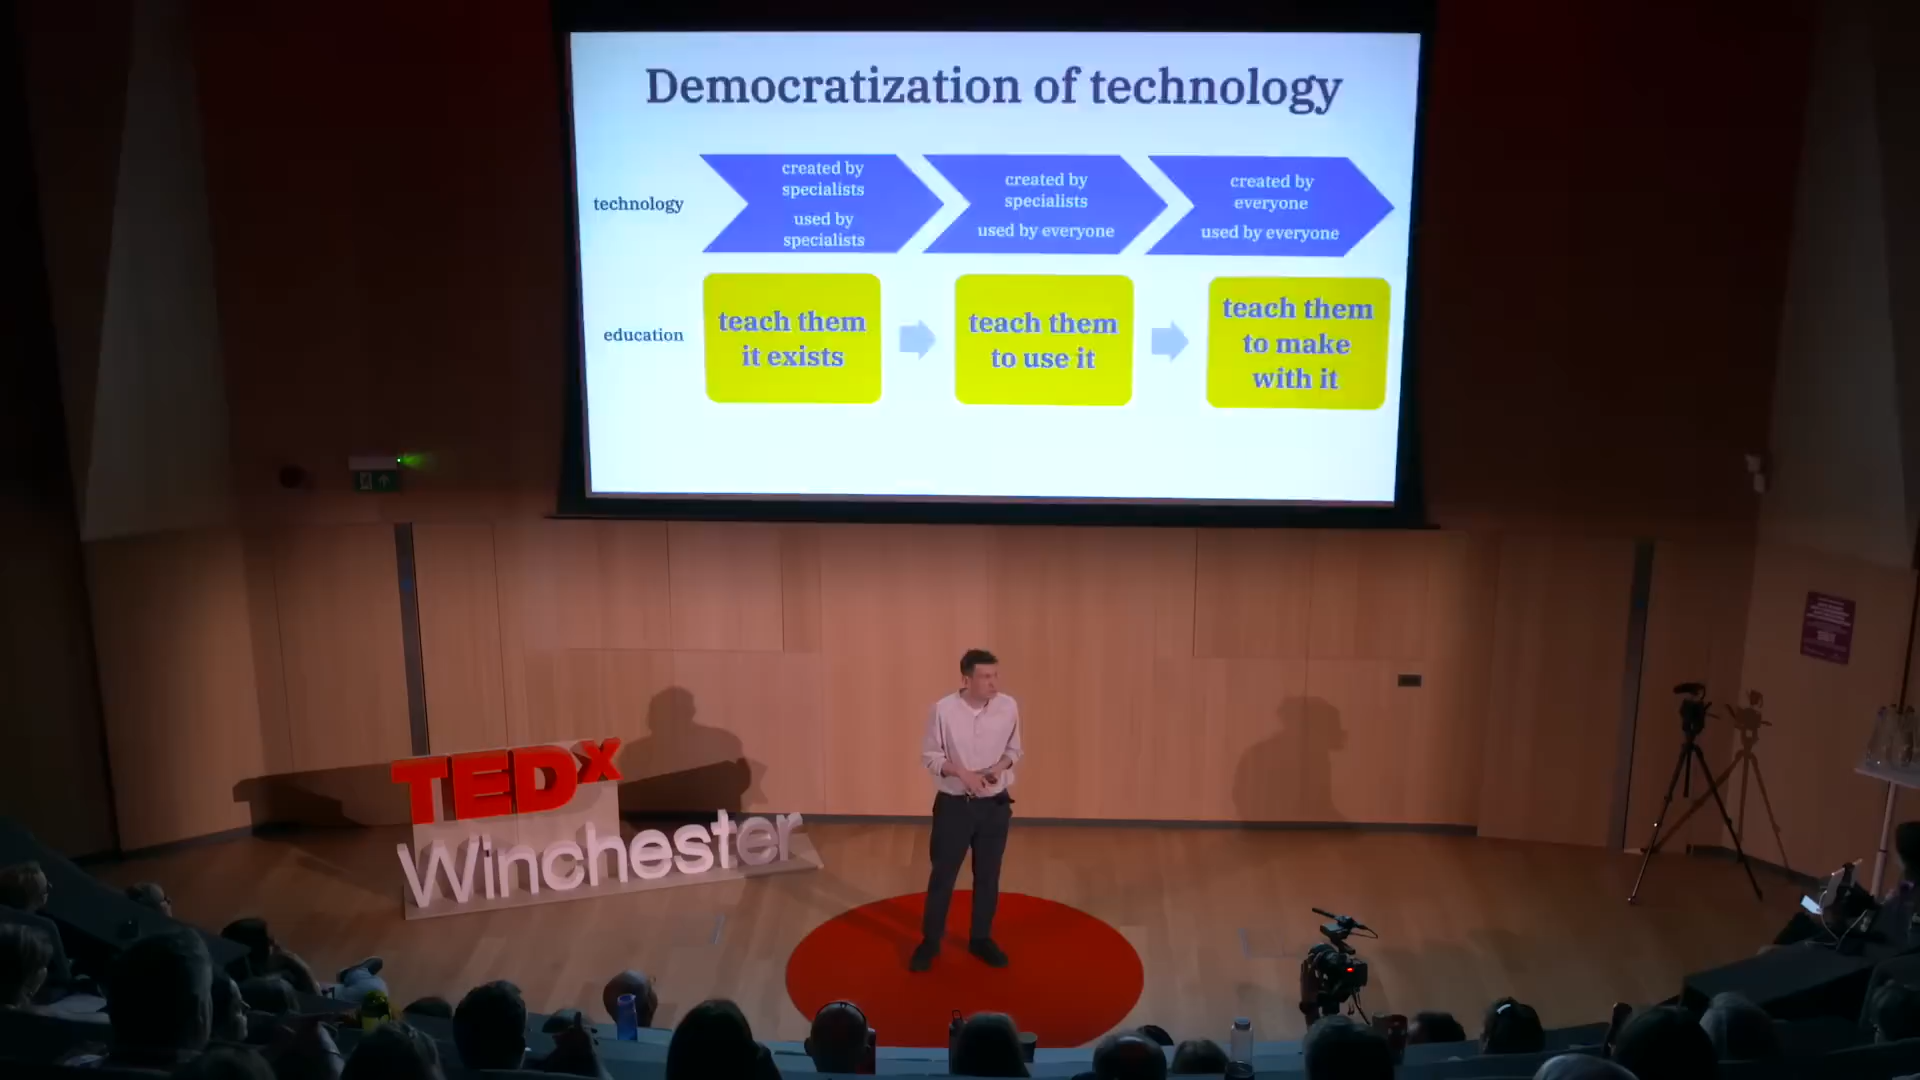 Democratization of technology
technology
created by
specialists
used by
specialists
created by
specialists
used by everyone
created by
everyone
used by everyone
education
teach them
it exists
teach them
to use it
teach them
to make
with it
TEDx
Winchester